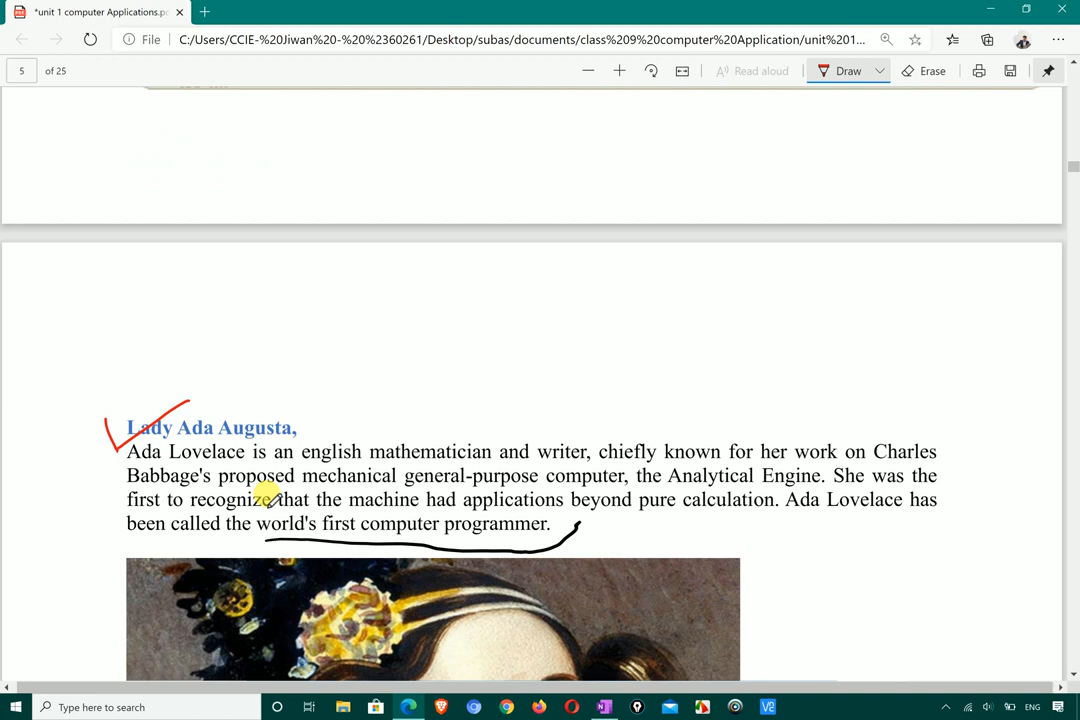 *unit 1 computer Applications.pd
File C:/Users/CCIE-%20Jiwan%20-%20%2360261/Desktop/subas/documents/class%209%20computer%20Application/unit%201...
5 of 25 Read aloud Draw Erase
Lady Ada Augusta,
Ada Lovelace is an english mathematician and writer, chiefly known for her work on Charles
Babbage's proposed mechanical general-purpose computer, the Analytical Engine. She was the
first to recognize that the machine had applications beyond pure calculation. Ada Lovelace has
been called the world's first computer programmer.
Type here to search ENG